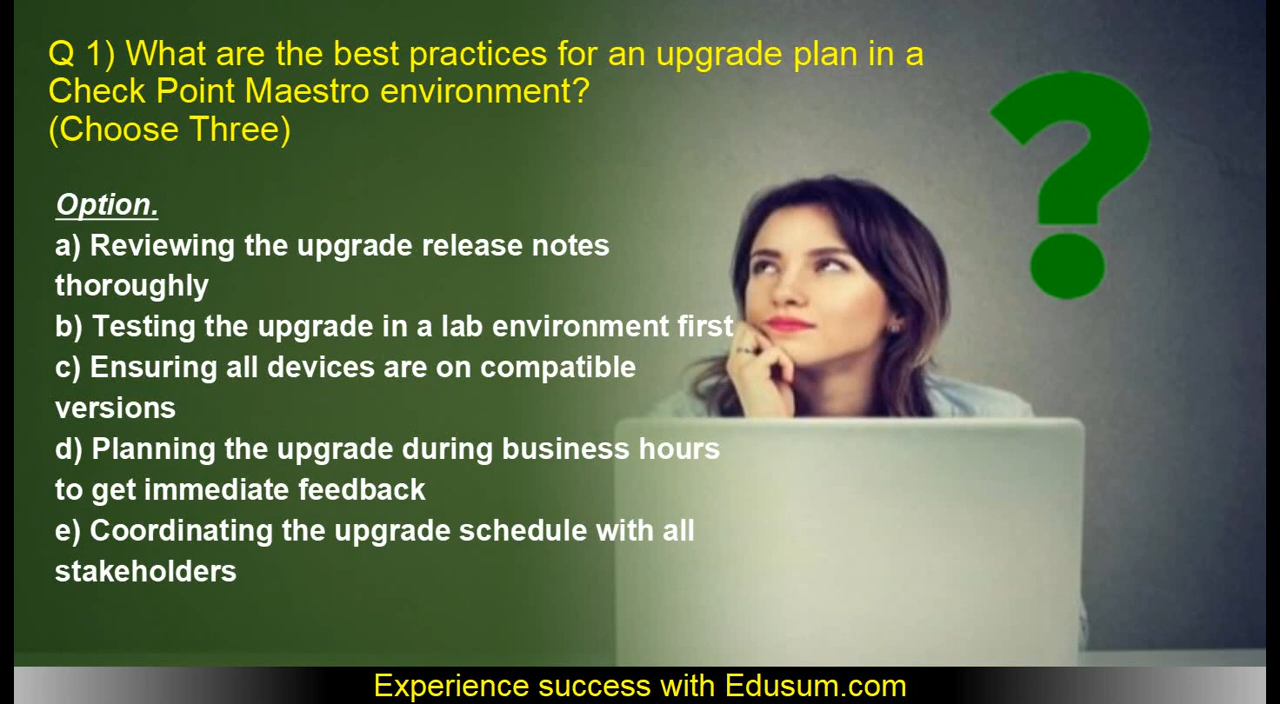 Q 1) What are the best practices for an upgrade plan in a
Check Point Maestro environment?
(Choose Three)
Option.
a) Reviewing the upgrade release notes
thoroughly
b) Testing the upgrade in a lab environment first
c) Ensuring all devices are on compatible
versions
d) Planning the upgrade during business hours
to get immediate feedback
e) Coordinating the upgrade schedule with all
stakeholders
Experience success with Edusum.com